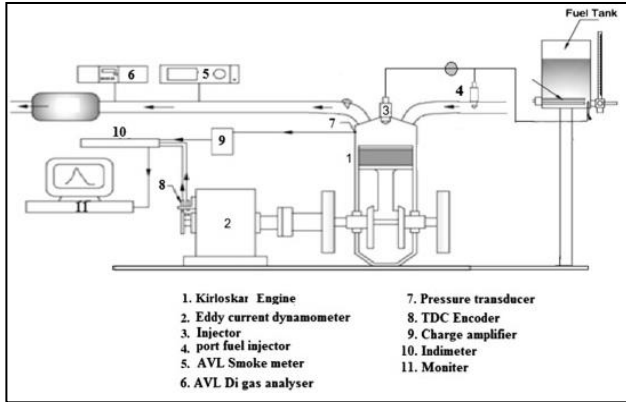 Fuel Tank
6
5
4
3
10
7
9
1
8
2
11
1. Kirloskar Engine
2. Eddy current dynamometer
3. Injector
4. port fuel injector
5. AVL Smoke meter
6. AVL Di gas analyser
7. Pressure transducer
8. TDC Encoder
9. Charge amplifier
10. Indimeter
11. Moniter